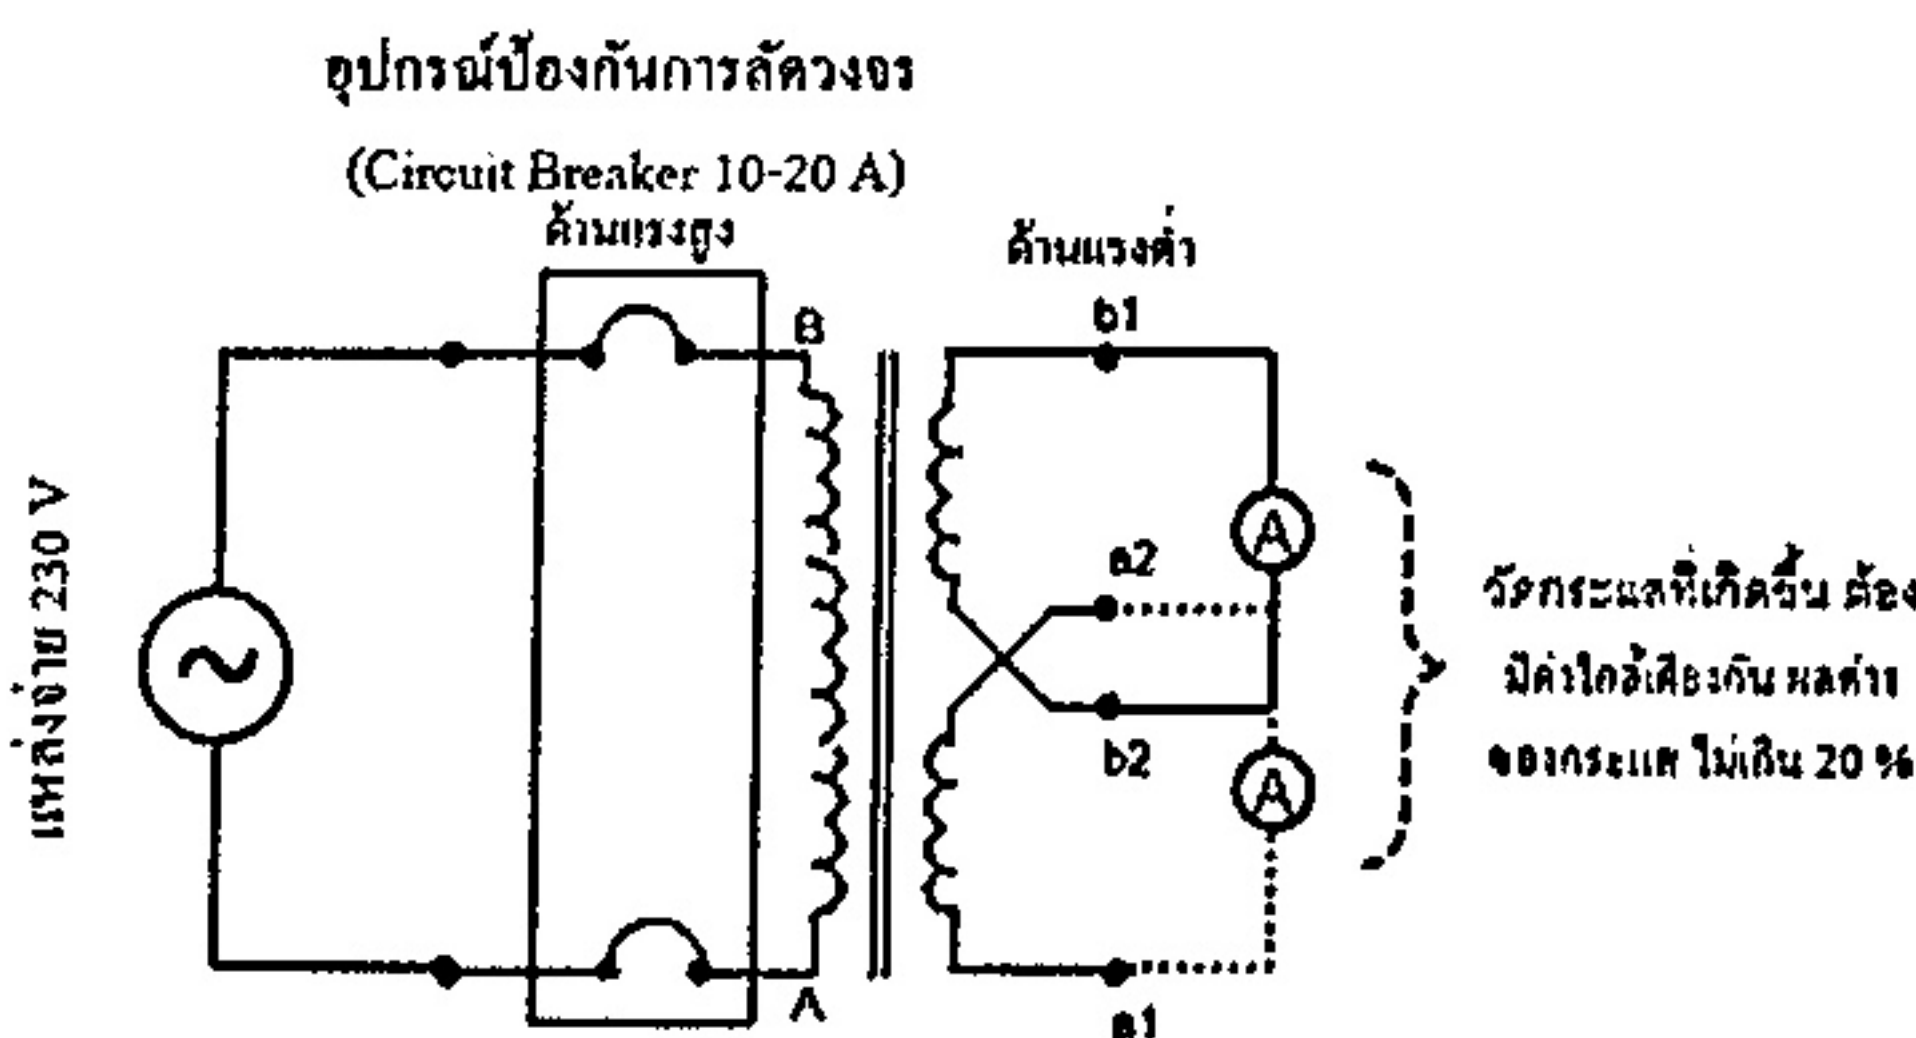 อุปกรณ์ป้องกันการลัดวงจร
(Circuit Breaker 10-20 A)
ด้านแรงสูง
ด้านแรงต่ำ
B
b1
A
a2
แหล่งจ่าย 230 V
วัดกระแสที่เกิดขึ้น ต้อง
มีค่าใกล้เคียงกัน ผลต่าง
ของกระแส ไม่เกิน 20 %
b2
A
A
a1